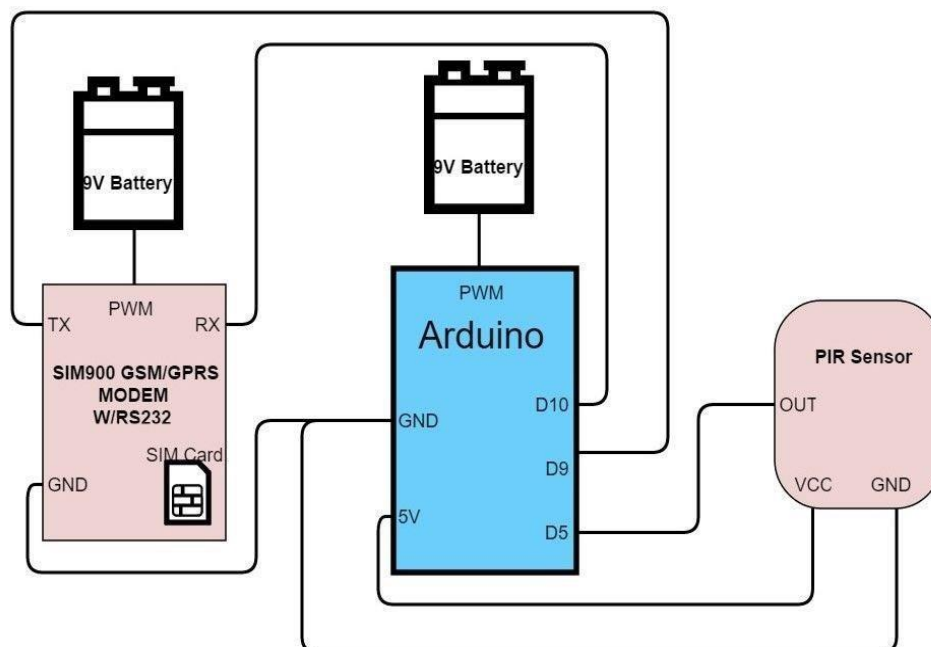 9V Battery
9V Battery
PWM
TX
RX
SIM900 GSM/GPRS
MODEM
W/RS232
SIM Card
GND
PWM
Arduino
D10
GND
D9
5V
D5
PIR Sensor
OUT
VCC
GND